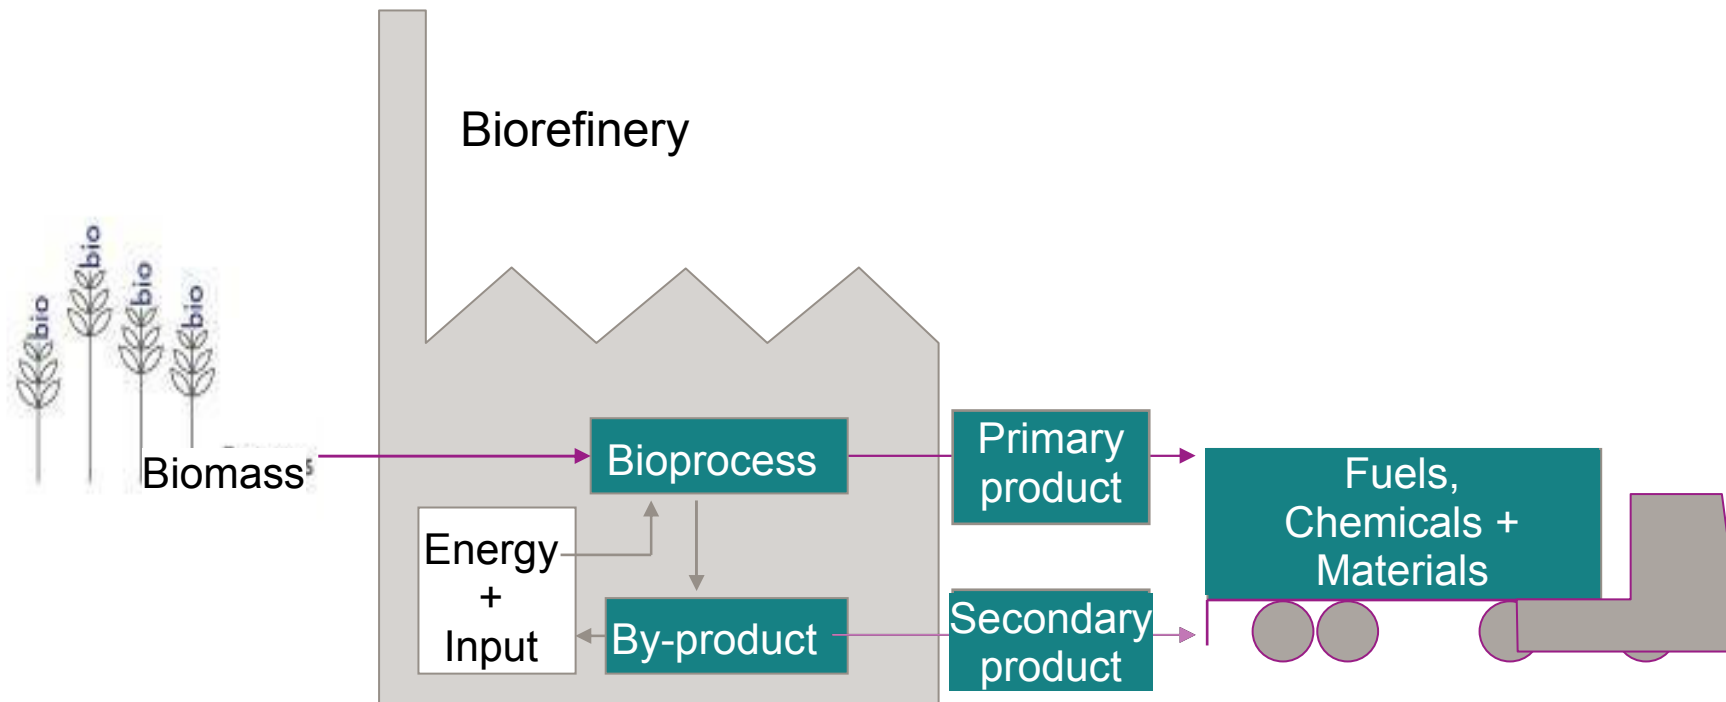 Biorefinery
bio
bio
bio
bio
Biomass
Bioprocess
Primary
product
Fuels,
Chemicals +
Materials
Energy
+
Input
By-product
Secondary
product